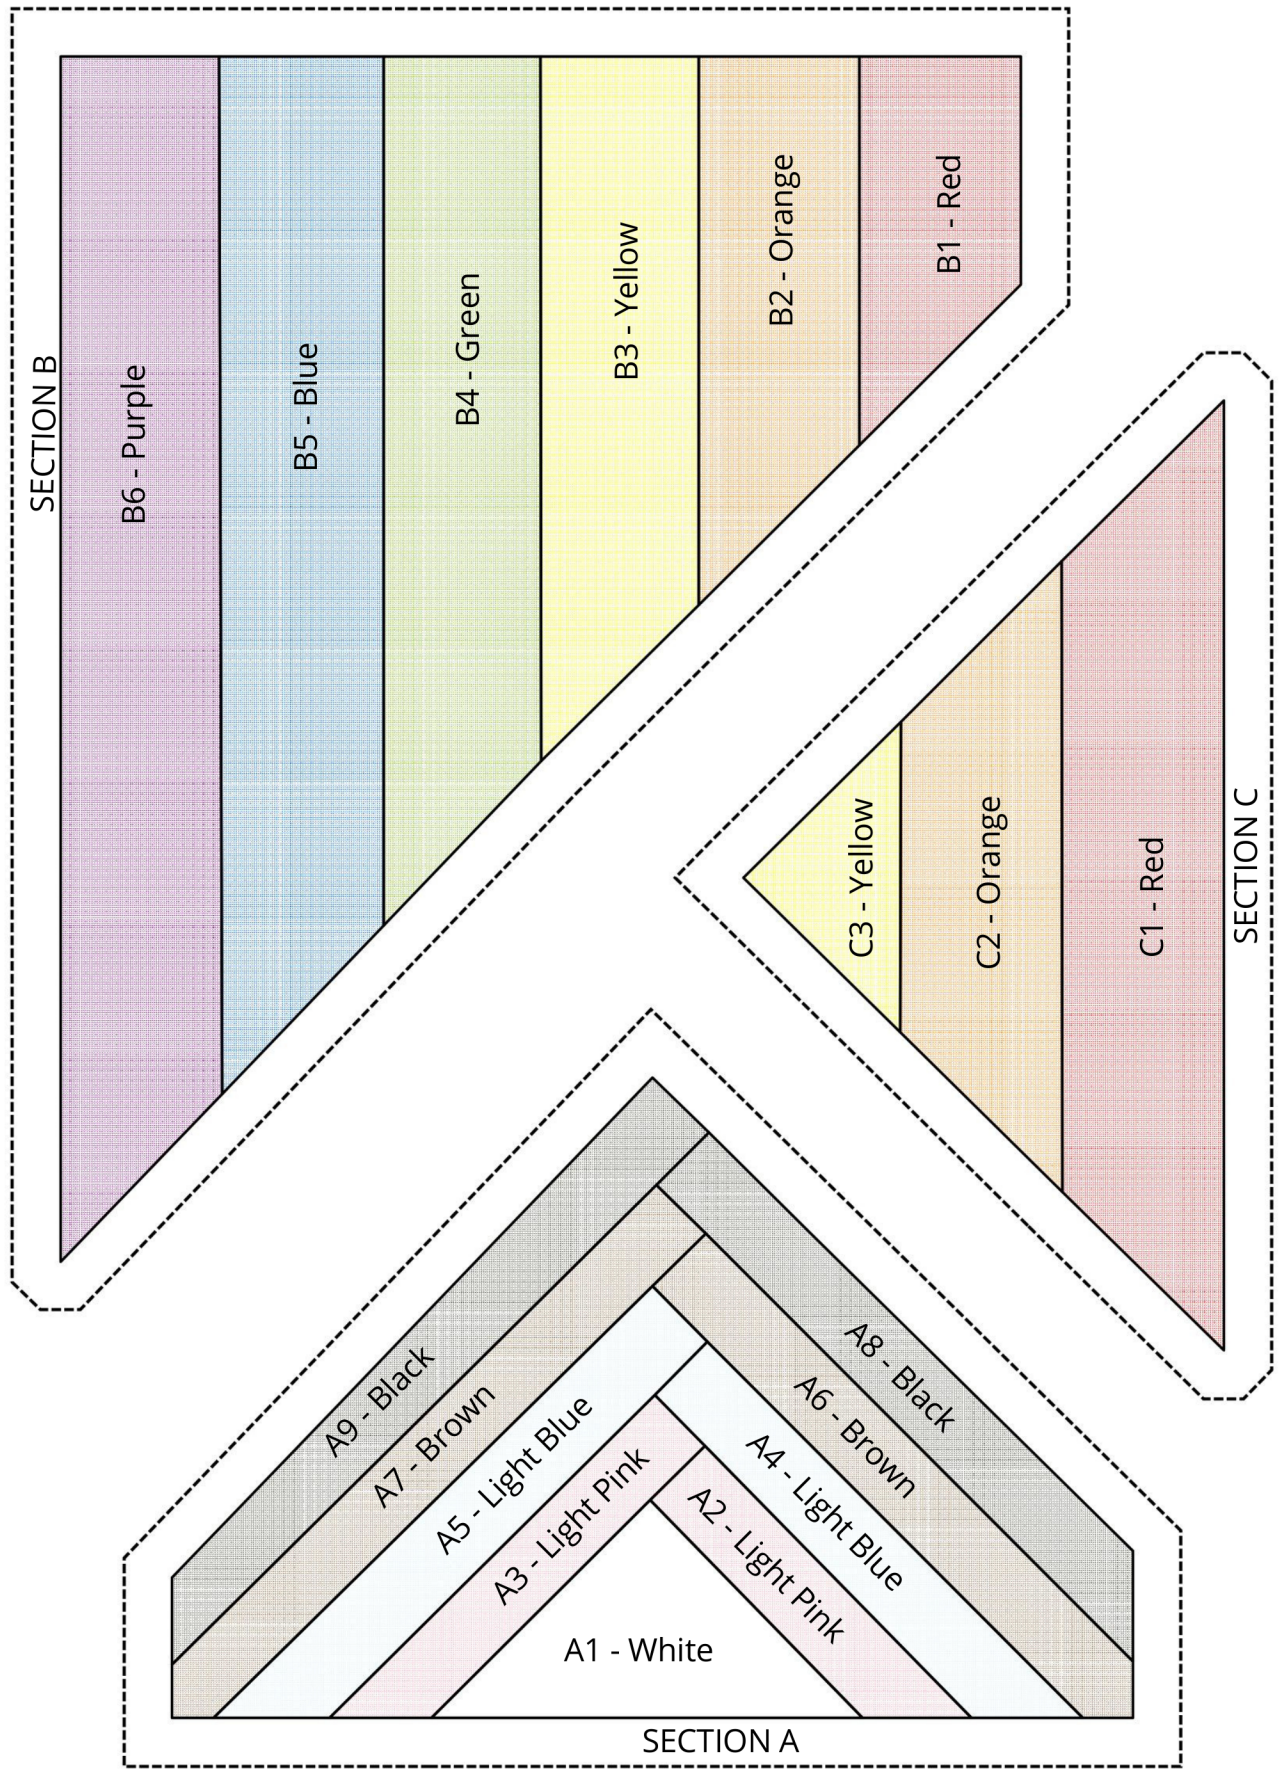 SECTION B
B6 - Purple
B5 - Blue
B4 - Green
B3 - Yellow
B2 - Orange
B1 - Red
C3 - Yellow
C2 - Orange
C1 - Red
SECTION C
A9 - Black
A7 - Brown
A5 - Light Blue
A3 - Light Pink
A1 - White
A2 - Light Pink
A4 - Light Blue
A6 - Brown
A8 - Black
SECTION A